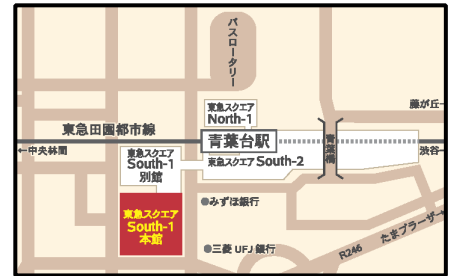 バスロータリー
東急スクエア
North-1
藤が丘→
東急田園都市線
青葉台駅
青葉橋
←中央林間
東急スクエア
South-1
別館
東急スクエア South-2
渋谷→
東急スクエア
South-1
本館
みずほ銀行
三菱UFJ銀行
R246
たまプラーザ→